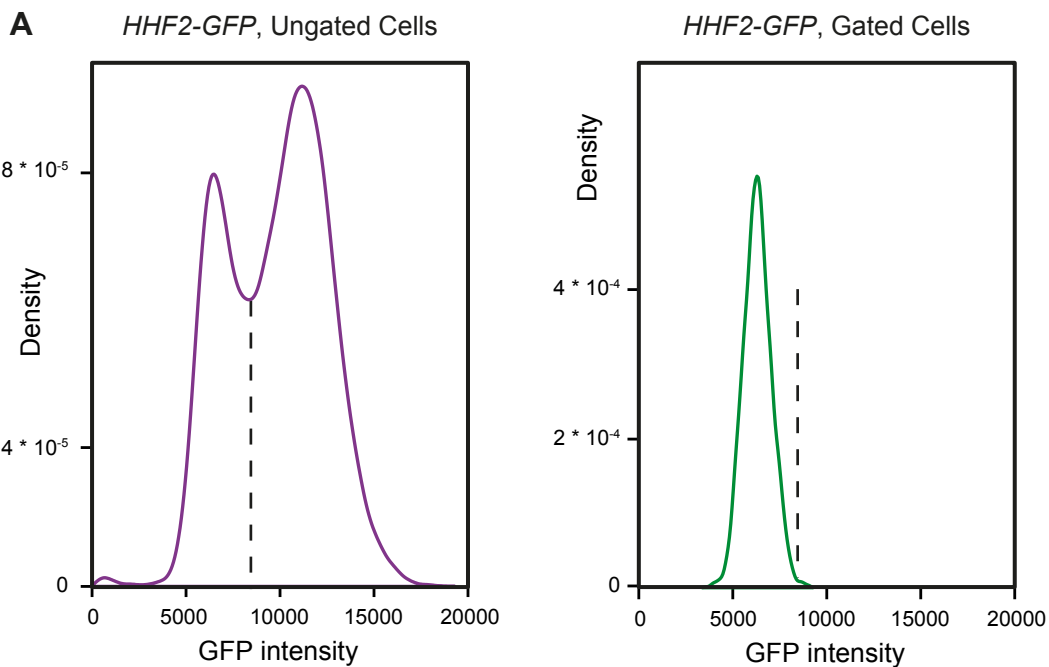 A
HHF2-GFP, Ungated Cells
Density
8 * 10⁻⁵
4 * 10⁻⁵
0
0 5000 10000 15000 20000
GFP intensity
HHF2-GFP, Gated Cells
Density
4 * 10⁻⁴
2 * 10⁻⁴
0
0 5000 10000 15000 20000
GFP intensity